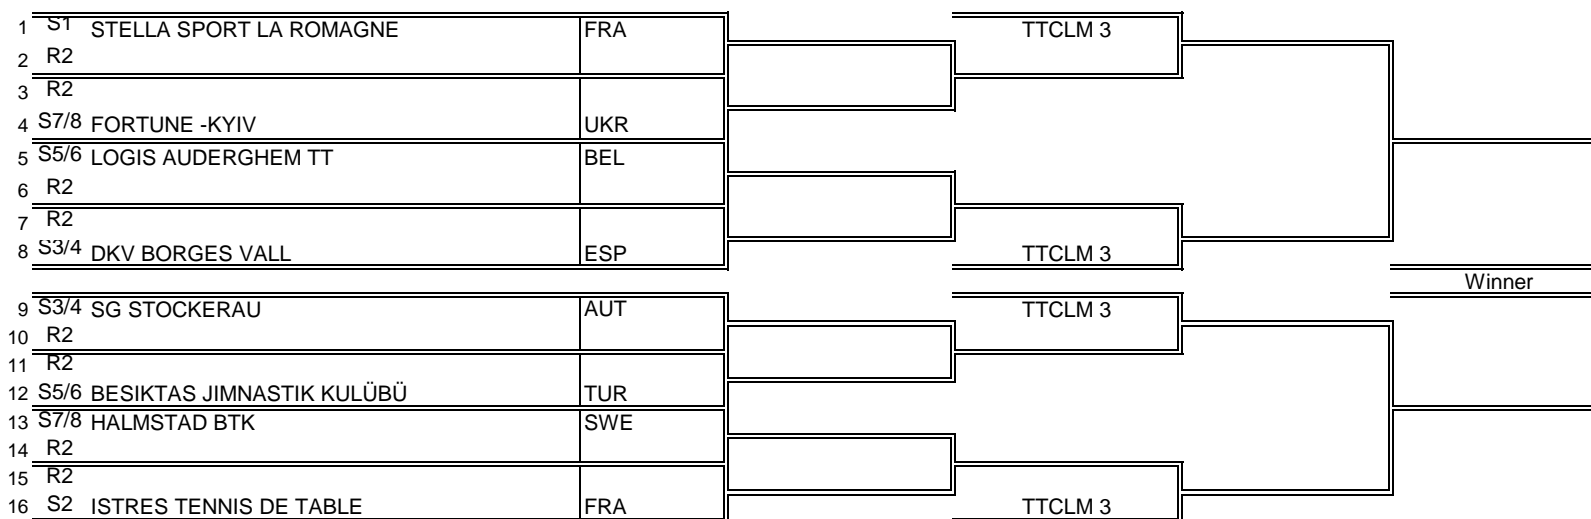 1 S1 STELLA SPORT LA ROMAGNE FRA TTCLM 3
2 R2
3 R2
4 S7/8 FORTUNE -KYIV UKR
5 S5/6 LOGIS AUDERGHEM TT BEL
6 R2
7 R2
8 S3/4 DKV BORGES VALL ESP TTCLM 3
Winner
9 S3/4 SG STOCKERAU AUT TTCLM 3
10 R2
11 R2
12 S5/6 BESIKTAS JIMNASTIK KULÜBÜ TUR
13 S7/8 HALMSTAD BTK SWE
14 R2
15 R2
16 S2 ISTRES TENNIS DE TABLE FRA TTCLM 3